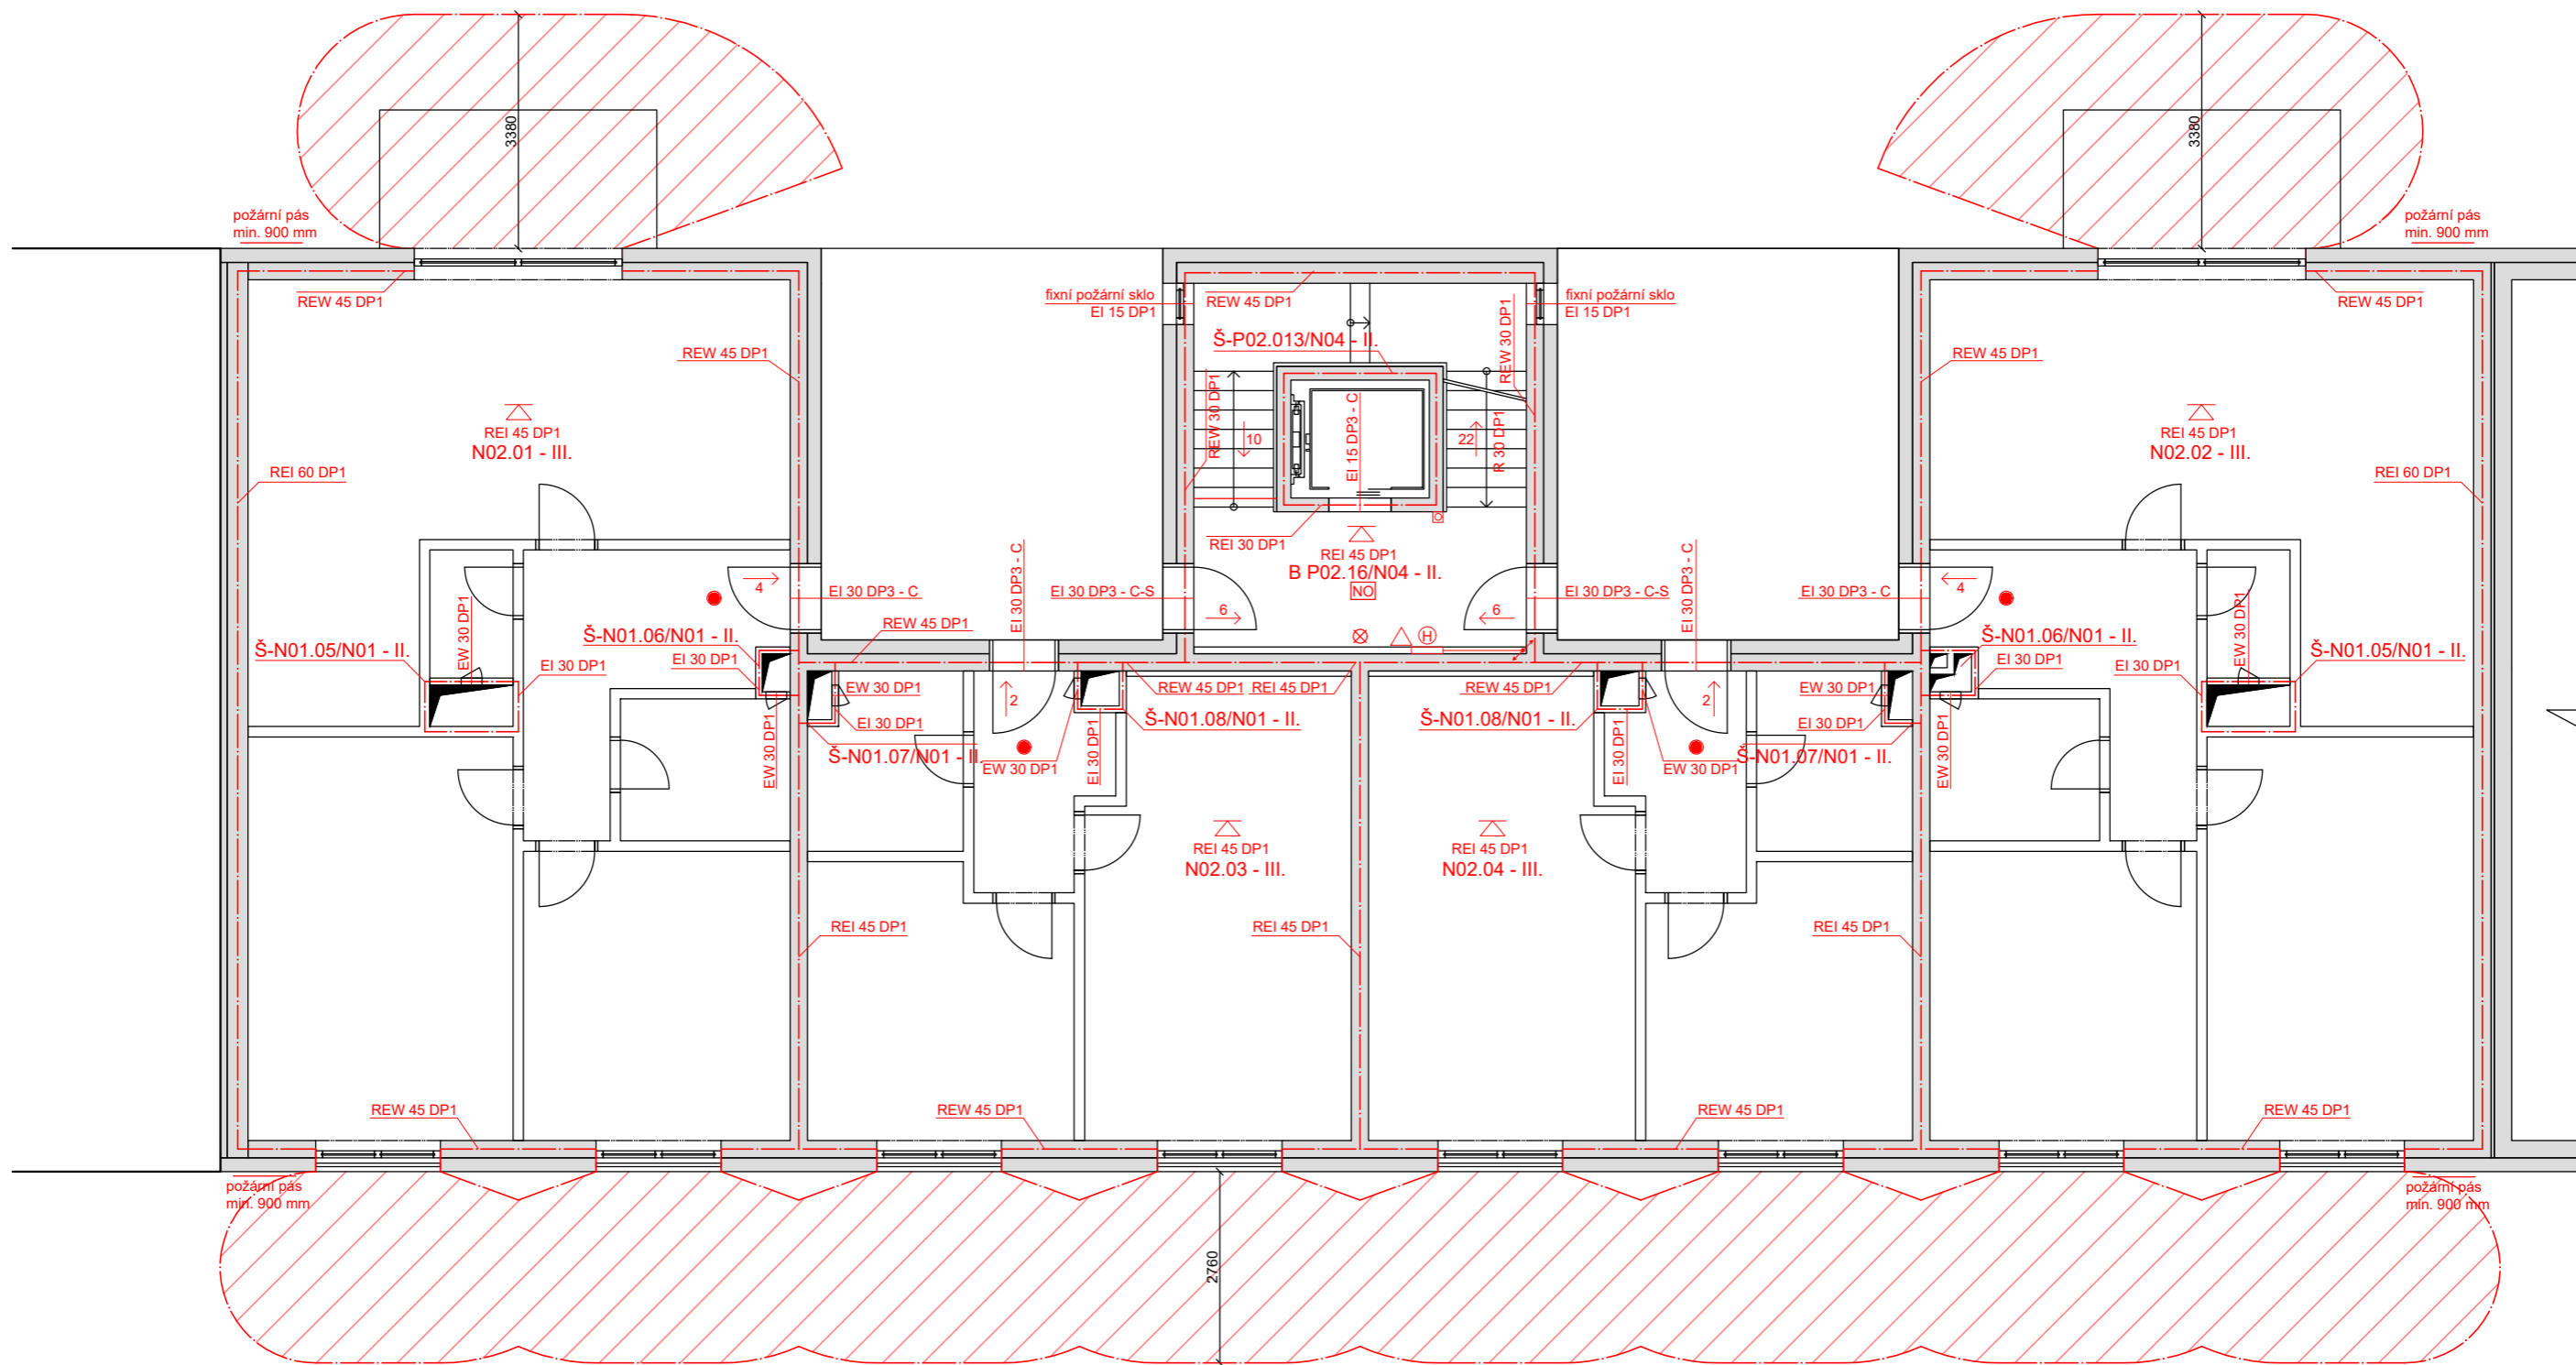 3380
3380
požární pás
min. 900 mm
požární pás
min. 900 mm
REW 45 DP1
fixní požární sklo
EI 15 DP1
REW 45 DP1
fixní požární sklo
EI 15 DP1
REW 45 DP1
REW 45 DP1
Š-P02.013/N04 - II.
REW 30 DP1
REW 45 DP1
REW 30 DP1
EI 15 DP3 - C
R 30 DP1
10
22
REI 45 DP1
N02.01 - III.
REI 45 DP1
N02.02 - III.
REI 60 DP1
REI 60 DP1
REI 30 DP1
REI 45 DP1
B P02.16/N04 - II.
NO
EI 30 DP3 - C
EI 30 DP3 - C
4
EI 30 DP3 - C
EI 30 DP3 - C-S
6
6
EI 30 DP3 - C-S
EI 30 DP3 - C
4
H
EW 30 DP1
Š-N01.05/N01 - II.
EI 30 DP1
Š-N01.06/N01 - II.
EI 30 DP1
REW 45 DP1
EW 30 DP1
EI 30 DP1
EW 30 DP1
Š-N01.07/N01 - II.
2
EW 30 DP1
EI 30 DP1
REW 45 DP1
REI 45 DP1
Š-N01.08/N01 - II.
REW 45 DP1
Š-N01.08/N01 - II.
EI 30 DP1
EW 30 DP1
2
EW 30 DP1
EI 30 DP1
Š-N01.07/N01 - II.
Š-N01.06/N01 - II.
EI 30 DP1
EW 30 DP1
EI 30 DP1
EW 30 DP1
Š-N01.05/N01 - II.
REI 45 DP1
N02.03 - III.
REI 45 DP1
N02.04 - III.
REI 45 DP1
REI 45 DP1
REI 45 DP1
REW 45 DP1
REW 45 DP1
REW 45 DP1
REW 45 DP1
požární pás
min. 900 mm
požární pás
min. 900 mm
2760